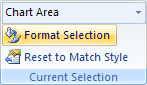 Chart Area
Format Selection
Reset to Match Style
Current Selection